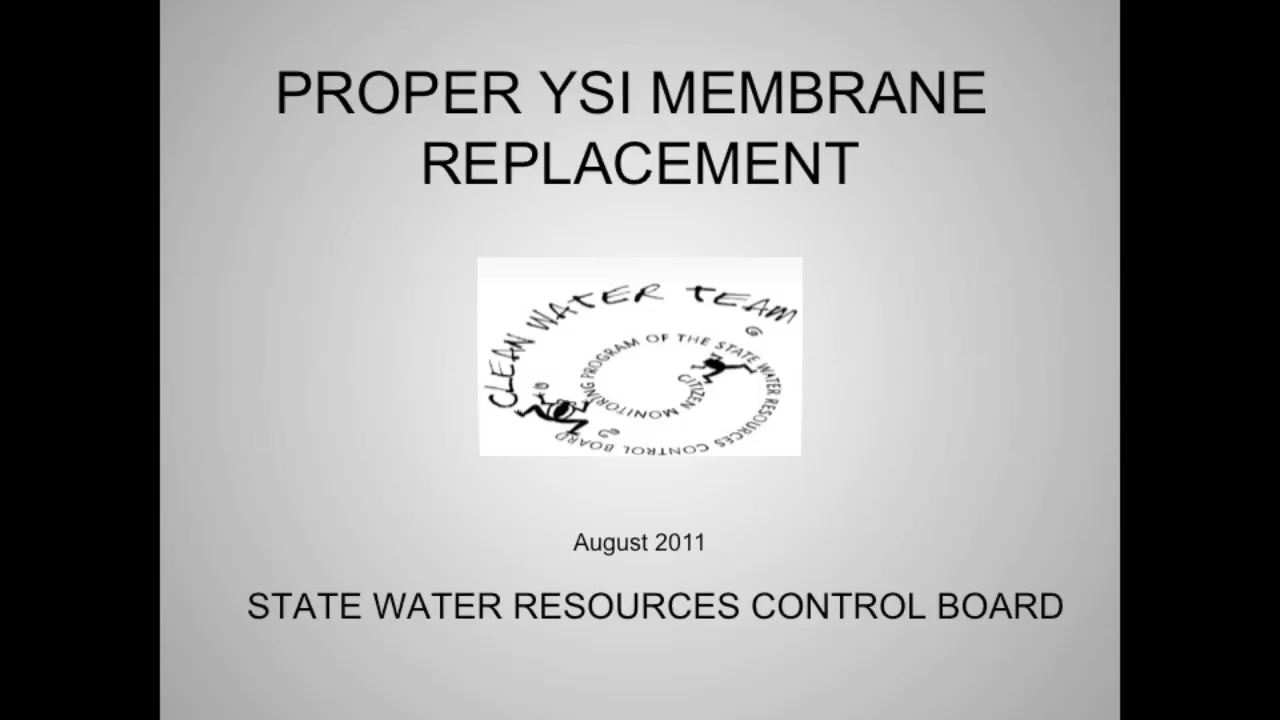 PROPER YSI MEMBRANE
REPLACEMENT
CLEAN WATER TEAM
CITIZEN MONITORING PROGRAM OF THE STATE WATER RESOURCES CONTROL BOARD
August 2011
STATE WATER RESOURCES CONTROL BOARD